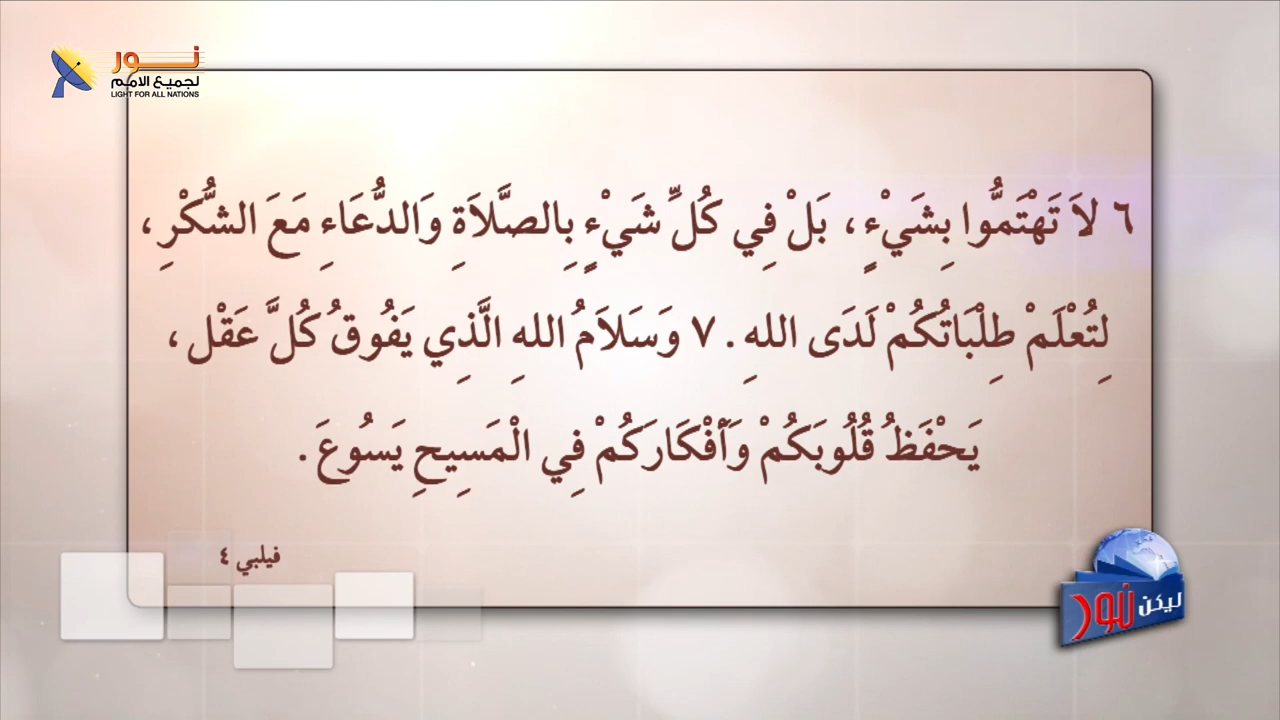 نور
لجميع الامم
LIGHT FOR ALL NATIONS
٦ لاَ تَهْتَمُّوا بِشَيْءٍ، بَلْ فِي كُلِّ شَيْءٍ بِالصَّلاَةِ وَالدُّعَاءِ مَعَ الشُّكْرِ،
لِتُعْلَمْ طِلْبَاتُكُمْ لَدَى اللهِ. ٧ وَسَلاَمُ اللهِ الَّذِي يَفُوقُ كُلَّ عَقْل،
يَحْفَظُ قُلُوبَكُمْ وَأَفْكَارَكُمْ فِي الْمَسِيحِ يَسُوعَ.
فيلبي ٤
ليكن نور